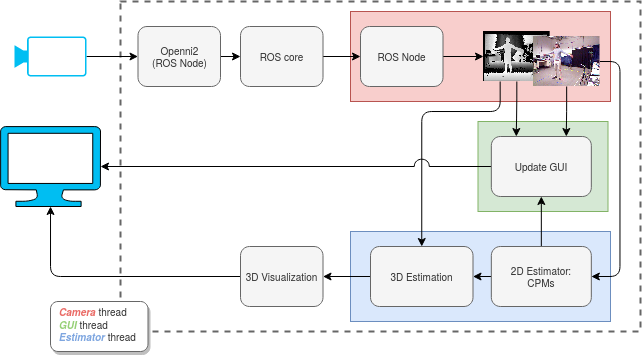 Openni2
(ROS Node)
ROS core
ROS Node
Update GUI
3D Visualization
3D Estimation
2D Estimator:
CPMs
Camera thread
GUI thread
Estimator thread